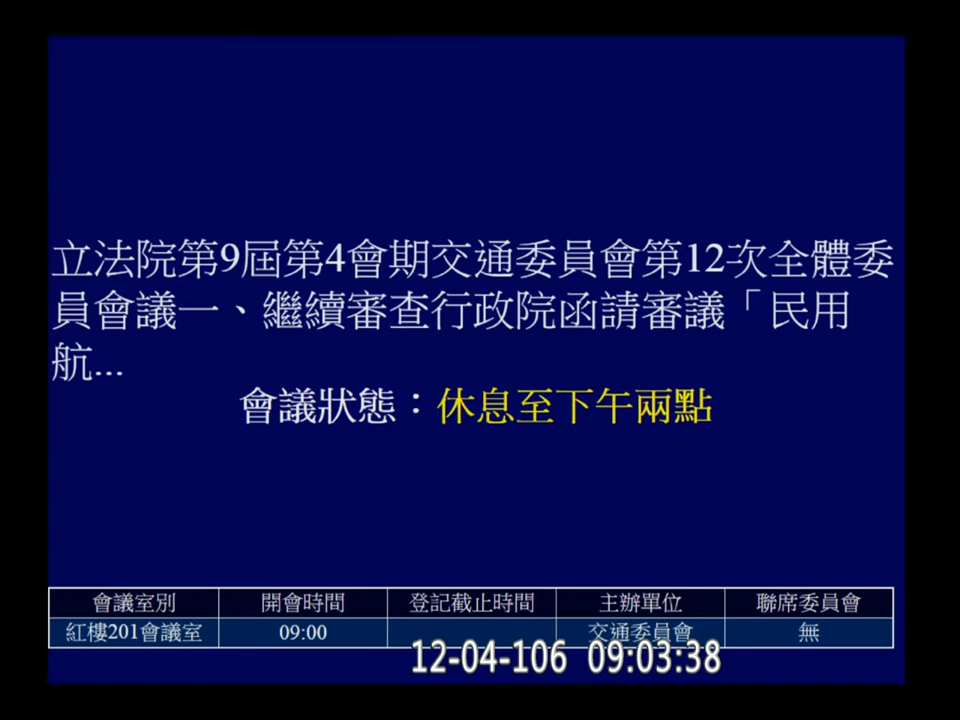 立法院第9屆第4會期交通委員會第12次全體委
員會議一、繼續審查行政院函請審議「民用
航...
會議狀態：休息至下午兩點
會議室別 開會時間 登記截止時間 主辦單位 聯席委員會
紅樓201會議室 09:00 交通委員會 無
12-04-106 09:03:38